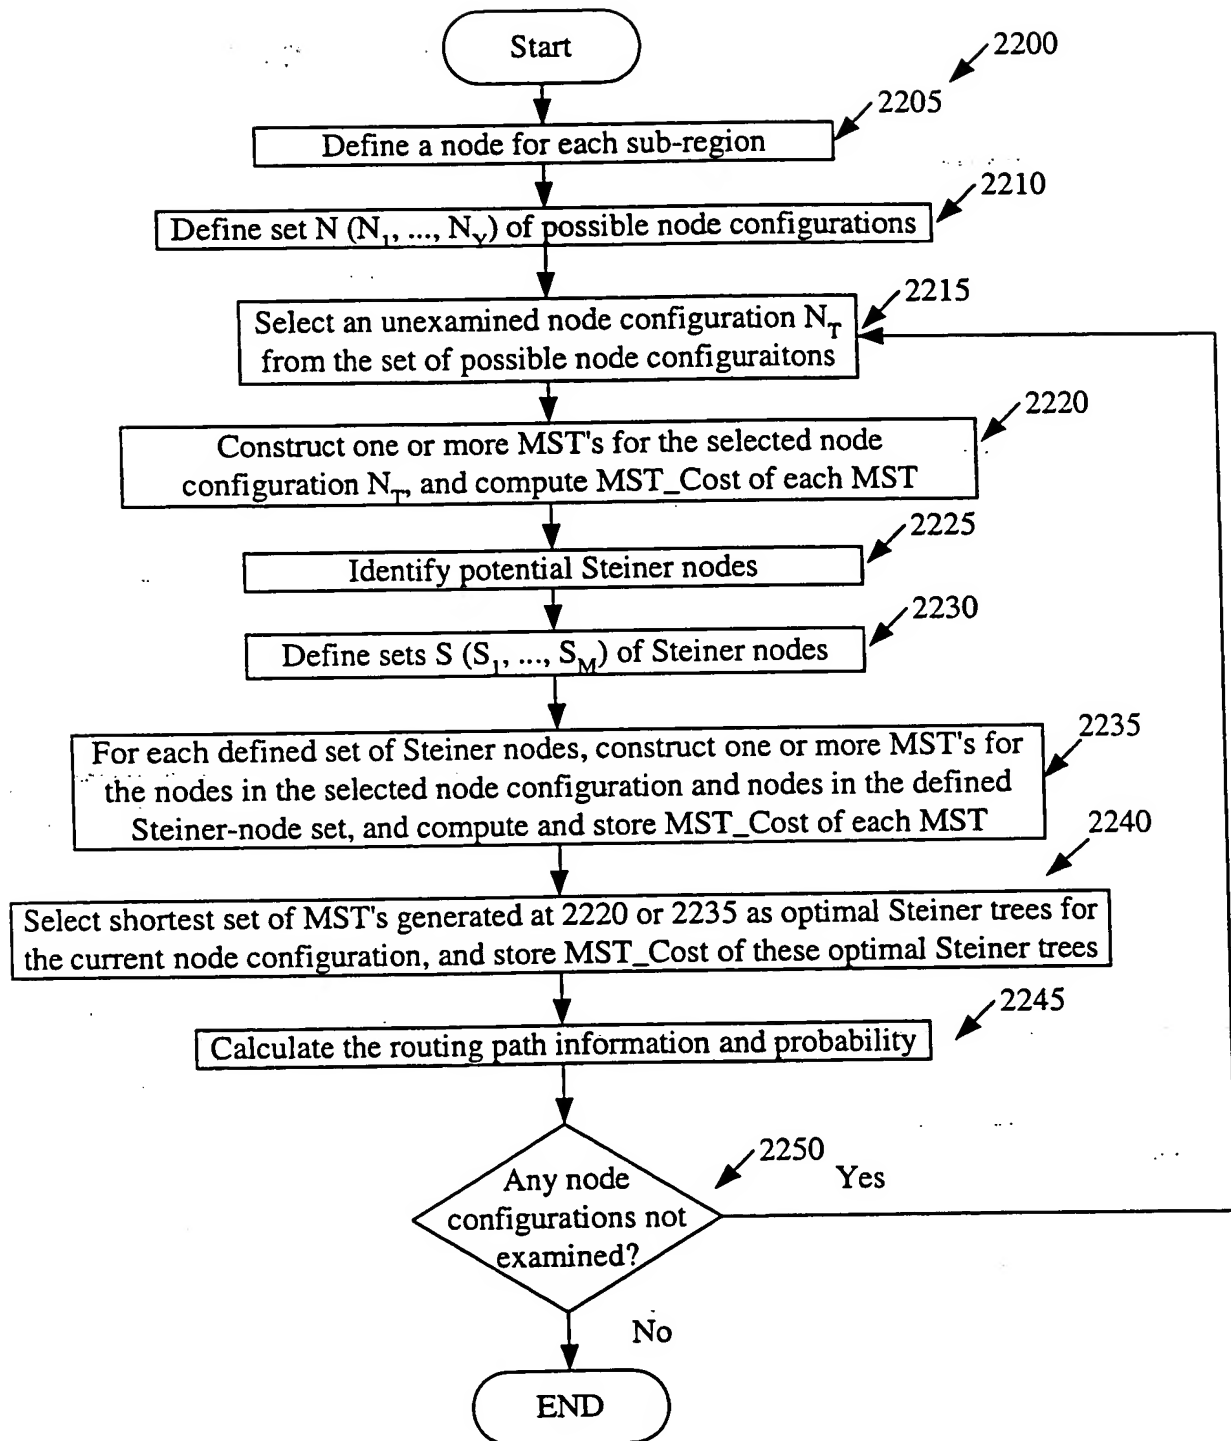 Start
2200
2205
Define a node for each sub-region
2210
Define set N (N₁, ..., N_Y) of possible node configurations
2215
Select an unexamined node configuration N_T
from the set of possible node configuraitons
2220
Construct one or more MST's for the selected node
configuration N_T, and compute MST_Cost of each MST
2225
Identify potential Steiner nodes
2230
Define sets S (S₁, ..., S_M) of Steiner nodes
2235
For each defined set of Steiner nodes, construct one or more MST's for
the nodes in the selected node configuration and nodes in the defined
Steiner-node set, and compute and store MST_Cost of each MST
2240
Select shortest set of MST's generated at 2220 or 2235 as optimal Steiner trees for
the current node configuration, and store MST_Cost of these optimal Steiner trees
2245
Calculate the routing path information and probability
2250
Yes
Any node
configurations not
examined?
No
END